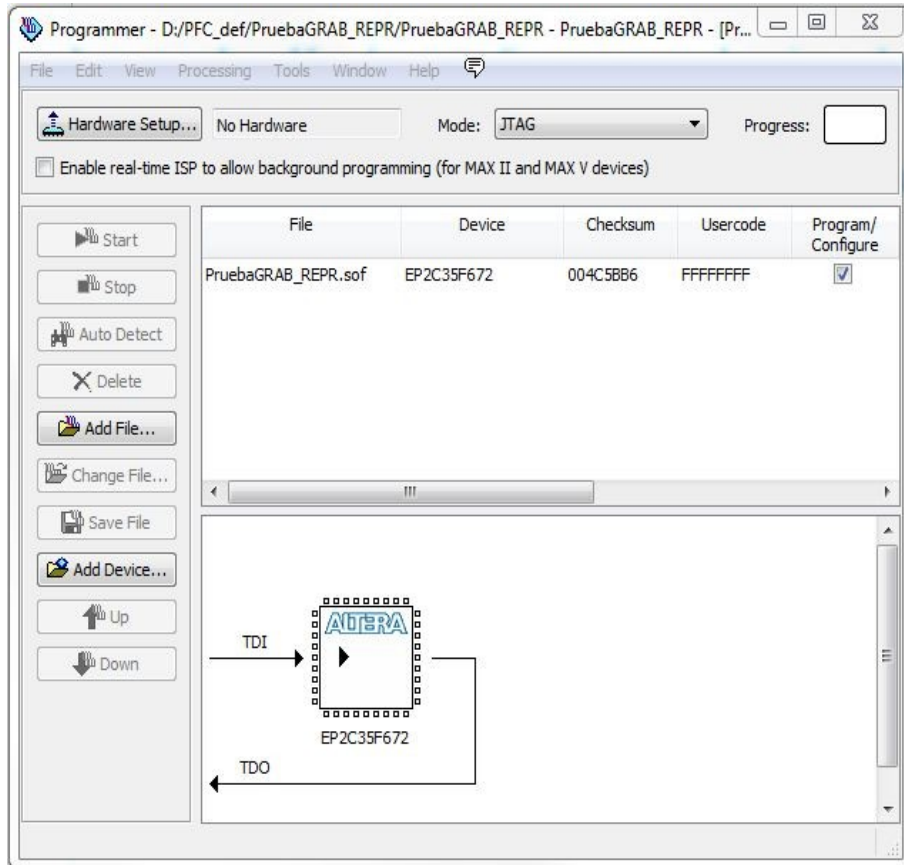 Programmer - D:/PFC_def/PruebaGRAB_REPR/PruebaGRAB_REPR - PruebaGRAB_REPR - [Pr...
File Edit View Processing Tools Window Help
Hardware Setup... No Hardware Mode: JTAG Progress:
Enable real-time ISP to allow background programming (for MAX II and MAX V devices)
Start
Stop
Auto Detect
Delete
Add File...
Change File...
Save File
Add Device...
Up
Down
File Device Checksum Usercode Program/
Configure
PruebaGRAB_REPR.sof EP2C35F672 004C5BB6 FFFFFFFF
ALTERA
TDI
EP2C35F672
TDO